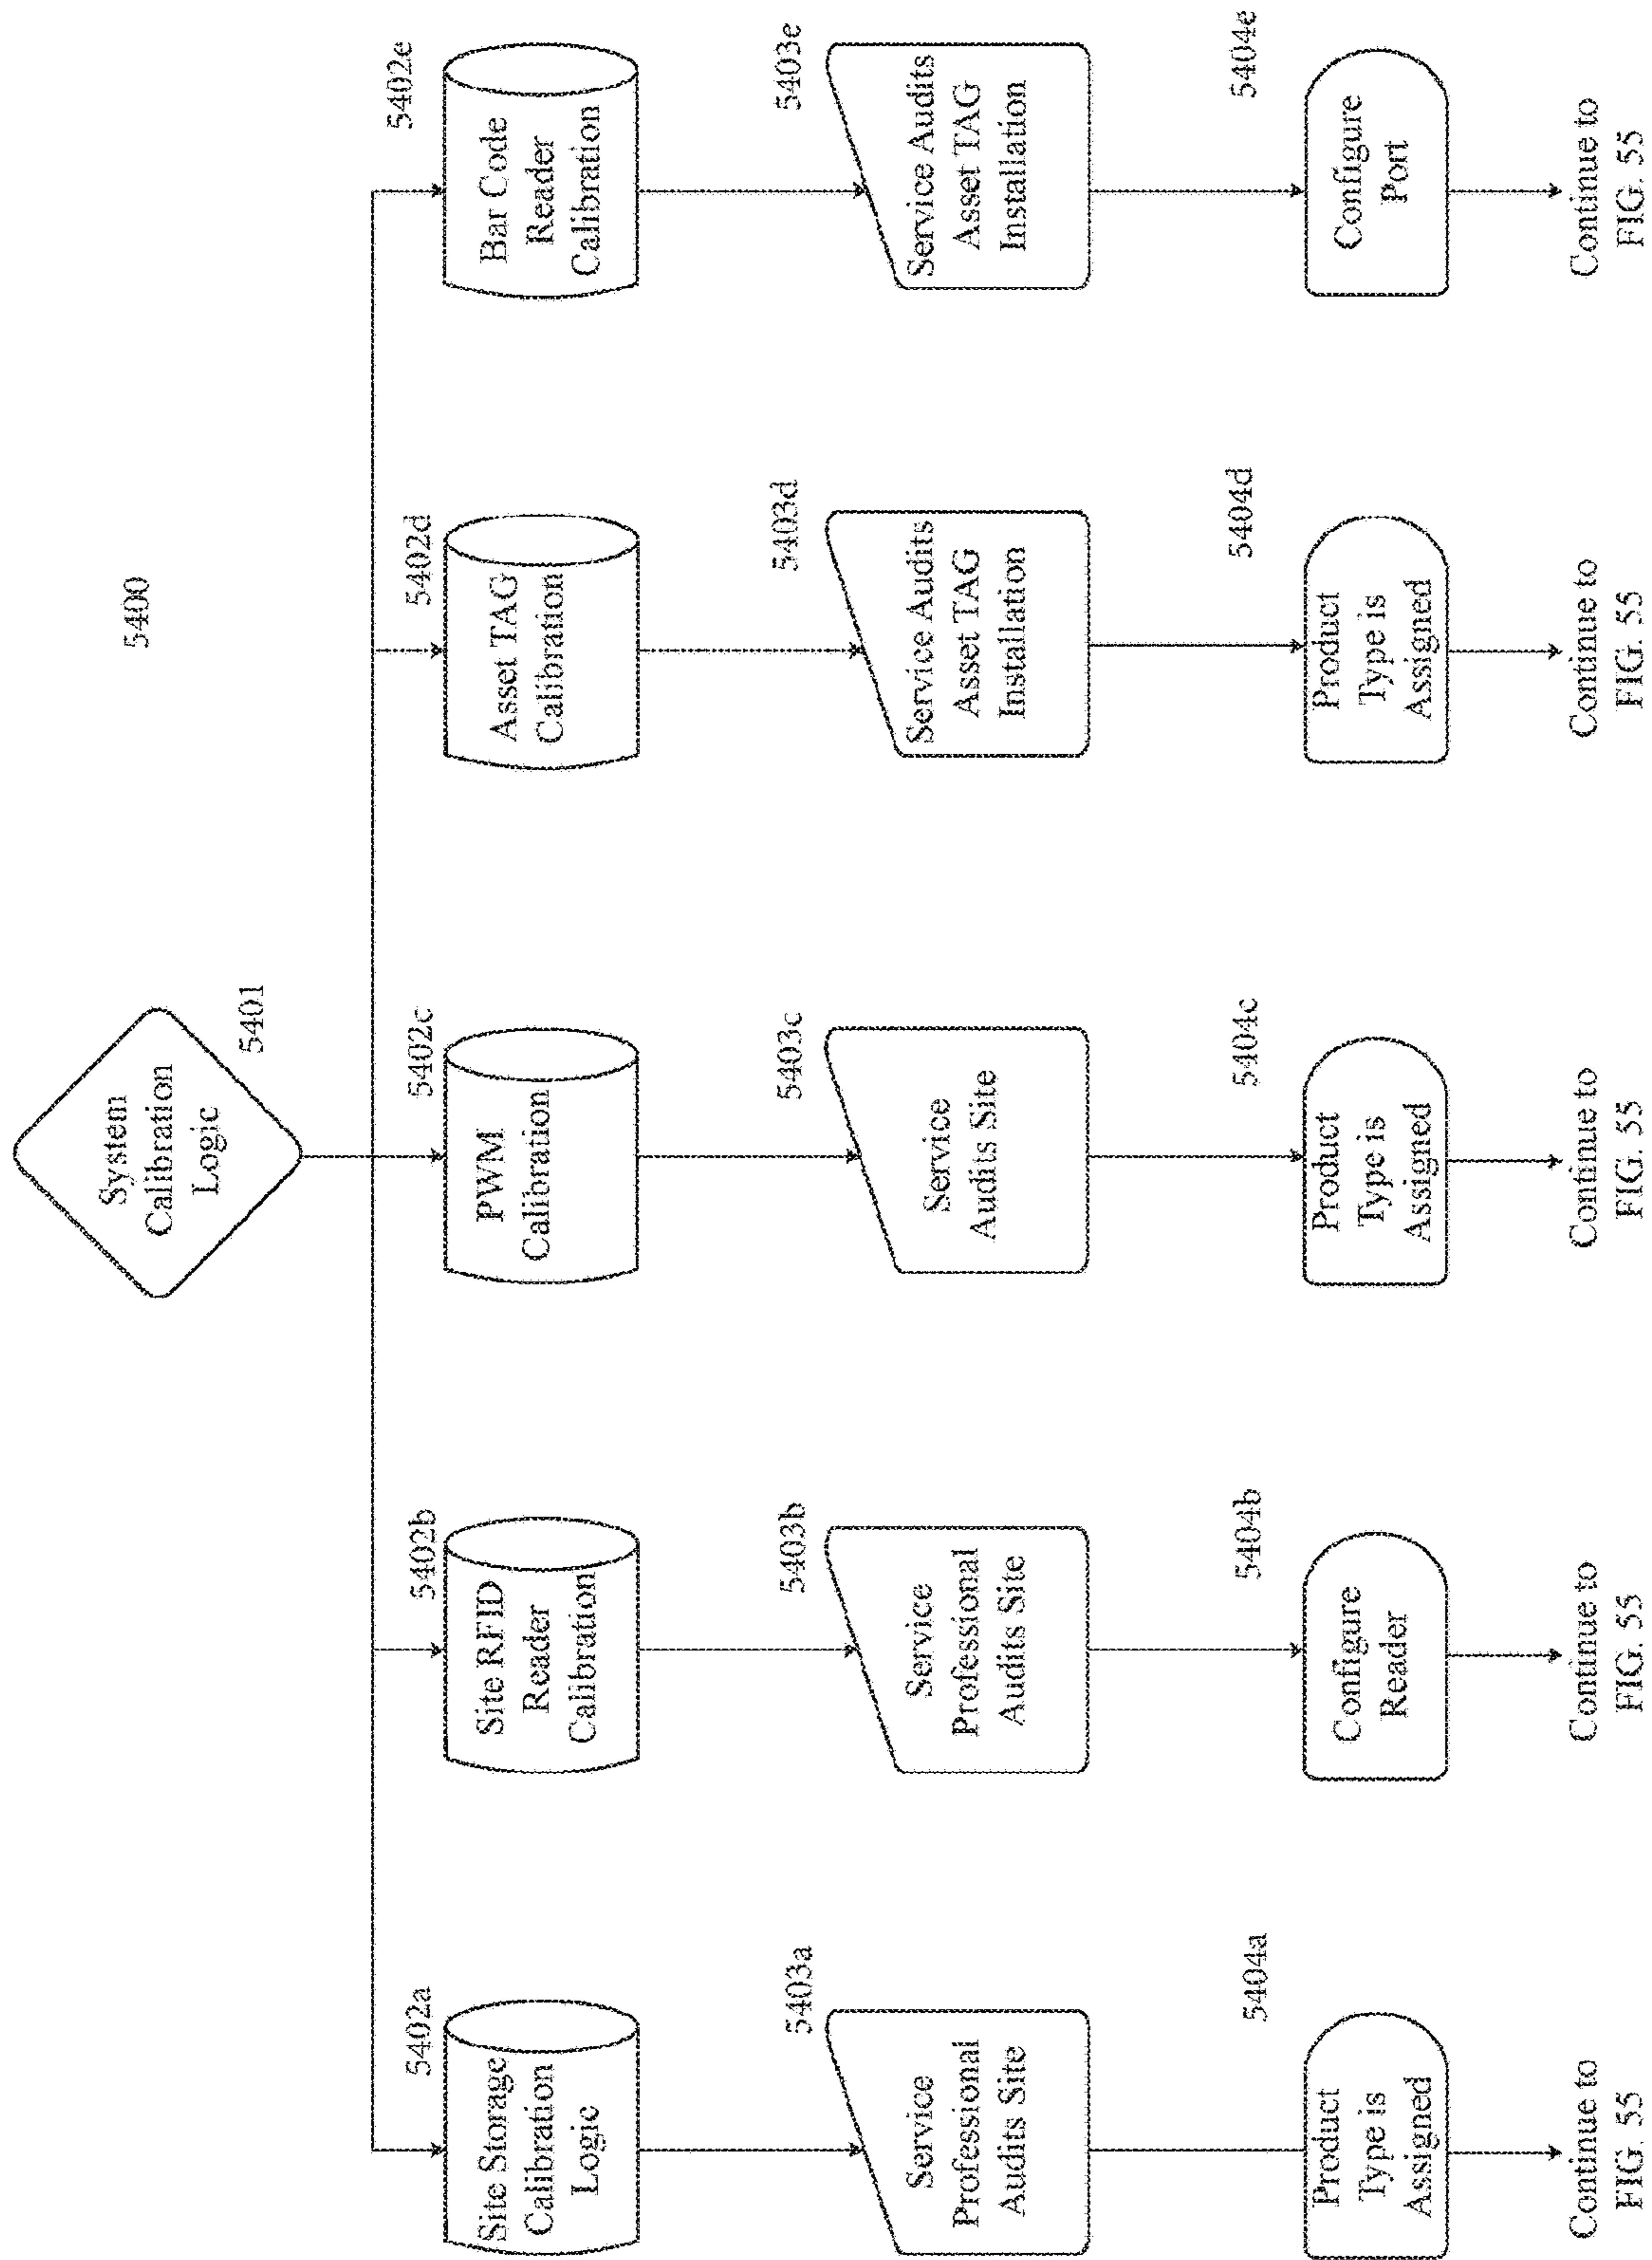 5400
System
Calibration
Logic
5401
5402a
Site Storage
Calibration
Logic
5402b
Site RFID
Reader
Calibration
5402c
PWM
Calibration
5402d
Asset TAG
Calibration
5402e
Bar Code
Reader
Calibration
5403a
Service
Professional
Audits Site
5403b
Service
Professional
Audits Site
5403c
Service
Audits Site
5403d
Service Audits
Asset TAG
Installation
5403e
Service Audits
Asset TAG
Installation
5404a
Product
Type is
Assigned
5404b
Configure
Reader
5404c
Product
Type is
Assigned
5404d
Product
Type is
Assigned
5404e
Configure
Port
Continue to
FIG. 55
Continue to
FIG. 55
Continue to
FIG. 55
Continue to
FIG. 55
Continue to
FIG. 55